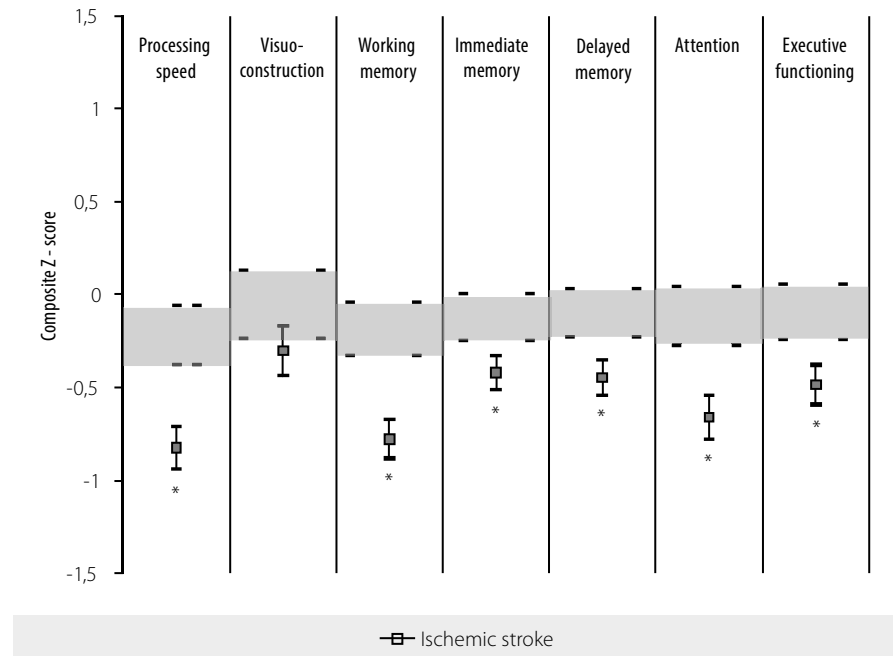 1,5
1
0,5
0
-0,5
-1
-1,5
Composite Z - score
Processing
speed
Visuo-
construction
Working
memory
Immediate
memory
Delayed
memory
Attention
Executive
functioning
*
*
*
*
*
*
Ischemic stroke